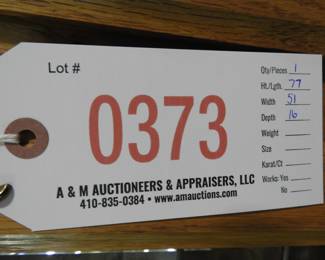 Lot #
0373
A & M AUCTIONEERS & APPRAISERS, LLC
410-835-0384 • www.amauctions.com
Qty/Pieces 1
Ht./Lgth. 77
Width 51
Depth 16
Weight
Size
Karat/Ct
Works: Yes
No